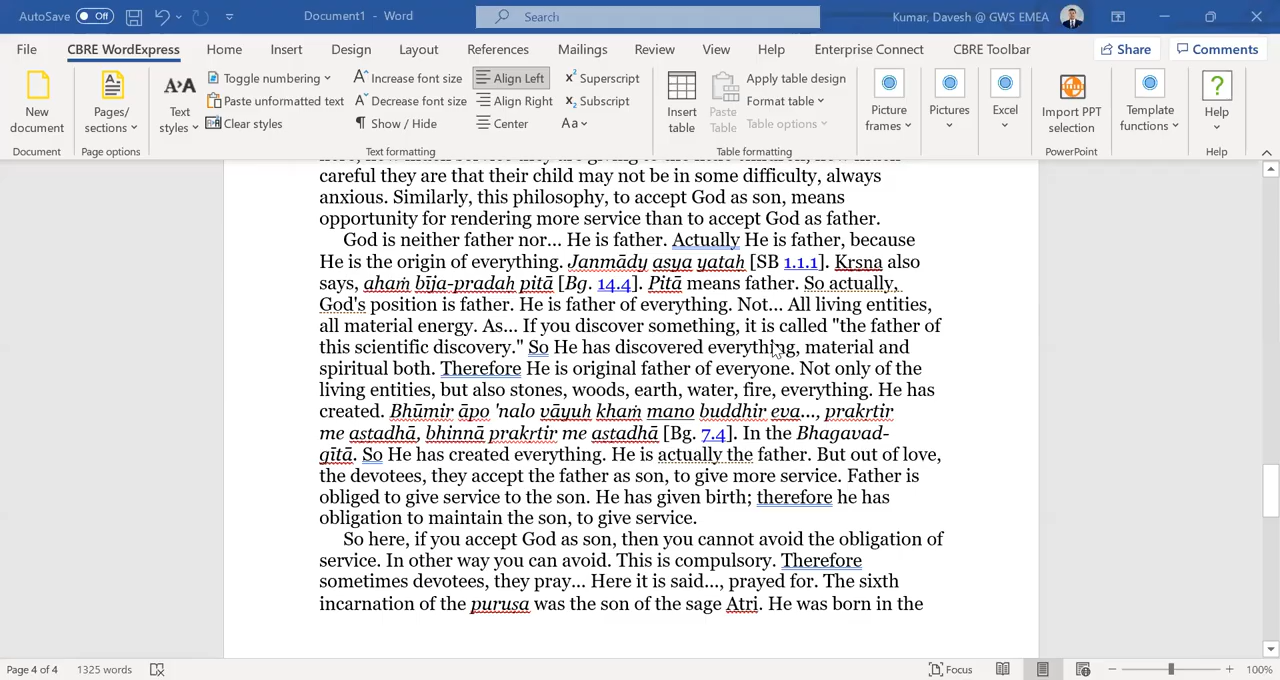 AutoSave Off Document1 - Word Search Kumar, Davesh @ GWS EMEA
File CBRE WordExpress Home Insert Design Layout References Mailings Review View Help Enterprise Connect CBRE Toolbar Share Comments
New document
Document
Pages/ sections
Page options
Text styles
Toggle numbering
Paste unformatted text
Clear styles
Increase font size
Decrease font size
Show / Hide
Align Left
Align Right
Center
Superscript
Subscript
Aa
Text formatting
Insert table
Paste Table
Apply table design
Format table
Table options
Table formatting
Picture frames
Pictures
Excel
Import PPT selection
PowerPoint
Template functions
Help
Help
careful they are that their child may not be in some difficulty, always
anxious. Similarly, this philosophy, to accept God as son, means
opportunity for rendering more service than to accept God as father.
God is neither father nor... He is father. Actually He is father, because
He is the origin of everything. Janmādy asya yatah [SB 1.1.1]. Krsna also
says, ahaṁ bīja-pradah pitā [Bg. 14.4]. Pitā means father. So actually,
God's position is father. He is father of everything. Not... All living entities,
all material energy. As... If you discover something, it is called "the father of
this scientific discovery." So He has discovered everything, material and
spiritual both. Therefore He is original father of everyone. Not only of the
living entities, but also stones, woods, earth, water, fire, everything. He has
created. Bhūmir āpo 'nalo vāyuh khaṁ mano buddhir eva..., prakrtir
me astadhā, bhinnā prakrtir me astadhā [Bg. 7.4]. In the Bhagavad-
gītā. So He has created everything. He is actually the father. But out of love,
the devotees, they accept the father as son, to give more service. Father is
obliged to give service to the son. He has given birth; therefore he has
obligation to maintain the son, to give service.
So here, if you accept God as son, then you cannot avoid the obligation of
service. In other way you can avoid. This is compulsory. Therefore
sometimes devotees, they pray... Here it is said..., prayed for. The sixth
incarnation of the purusa was the son of the sage Atri. He was born in the
Page 4 of 4 1325 words Focus 100%